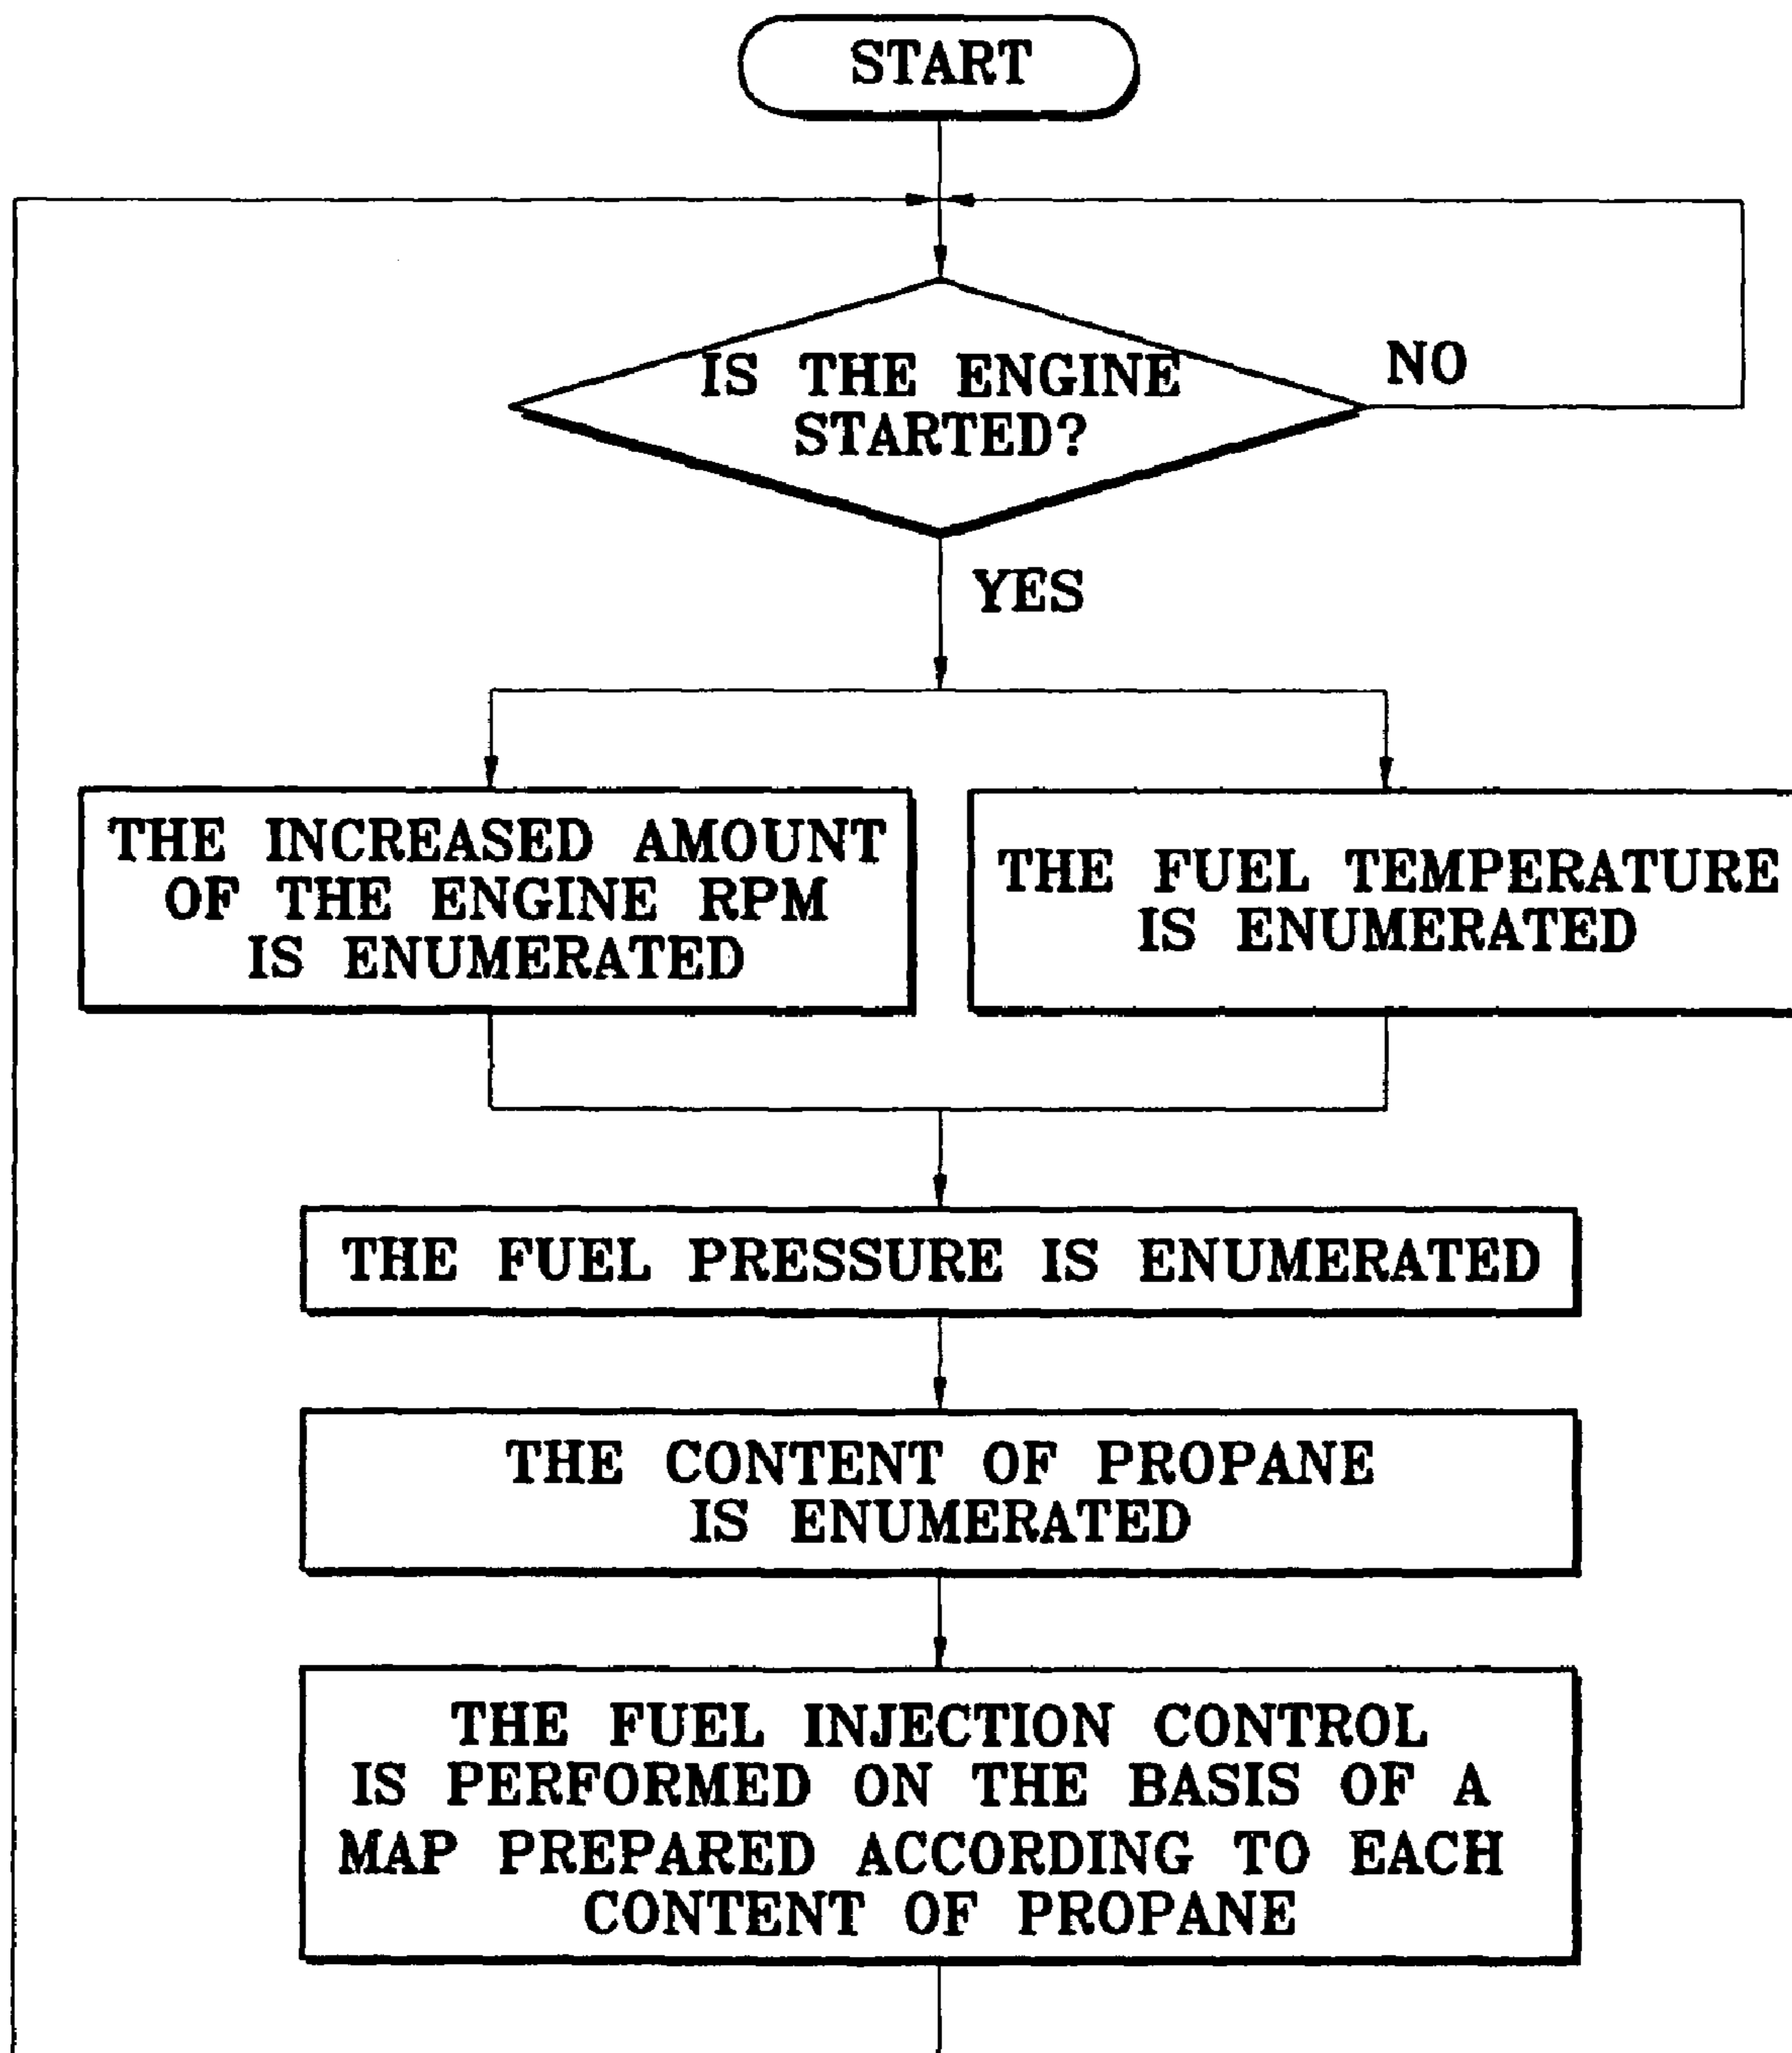 START
IS THE ENGINE
STARTED?
NO
YES
THE INCREASED AMOUNT
OF THE ENGINE RPM
IS ENUMERATED
THE FUEL TEMPERATURE
IS ENUMERATED
THE FUEL PRESSURE IS ENUMERATED
THE CONTENT OF PROPANE
IS ENUMERATED
THE FUEL INJECTION CONTROL
IS PERFORMED ON THE BASIS OF A
MAP PREPARED ACCORDING TO EACH
CONTENT OF PROPANE